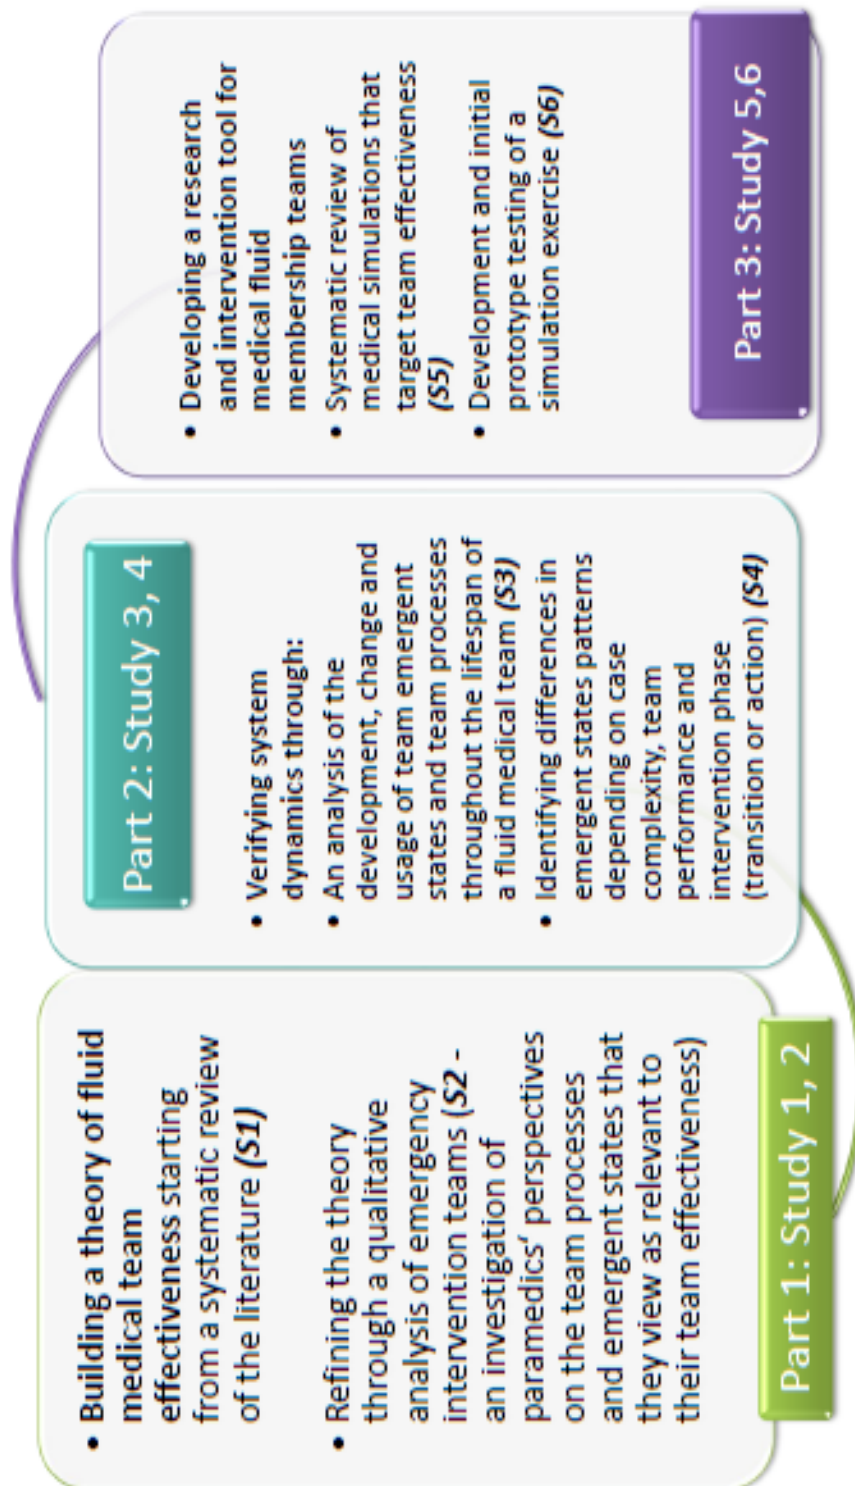 • Building a theory of fluid
medical team
effectiveness starting
from a systematic review
of the literature (S1)
• Refining the theory
through a qualitative
analysis of emergency
intervention teams (S2 -
an investigation of
paramedics' perspectives
on the team processes
and emergent states that
they view as relevant to
their team effectiveness)
Part 1: Study 1, 2
Part 2: Study 3, 4
• Verifying system
dynamics through:
• An analysis of the
development, change and
usage of team emergent
states and team processes
throughout the lifespan of
a fluid medical team (S3)
• Identifying differences in
emergent states patterns
depending on case
complexity, team
performance and
intervention phase
(transition or action) (S4)
• Developing a research
and intervention tool for
medical fluid
membership teams
• Systematic review of
medical simulations that
target team effectiveness
(S5)
• Development and initial
prototype testing of a
simulation exercise (S6)
Part 3: Study 5,6